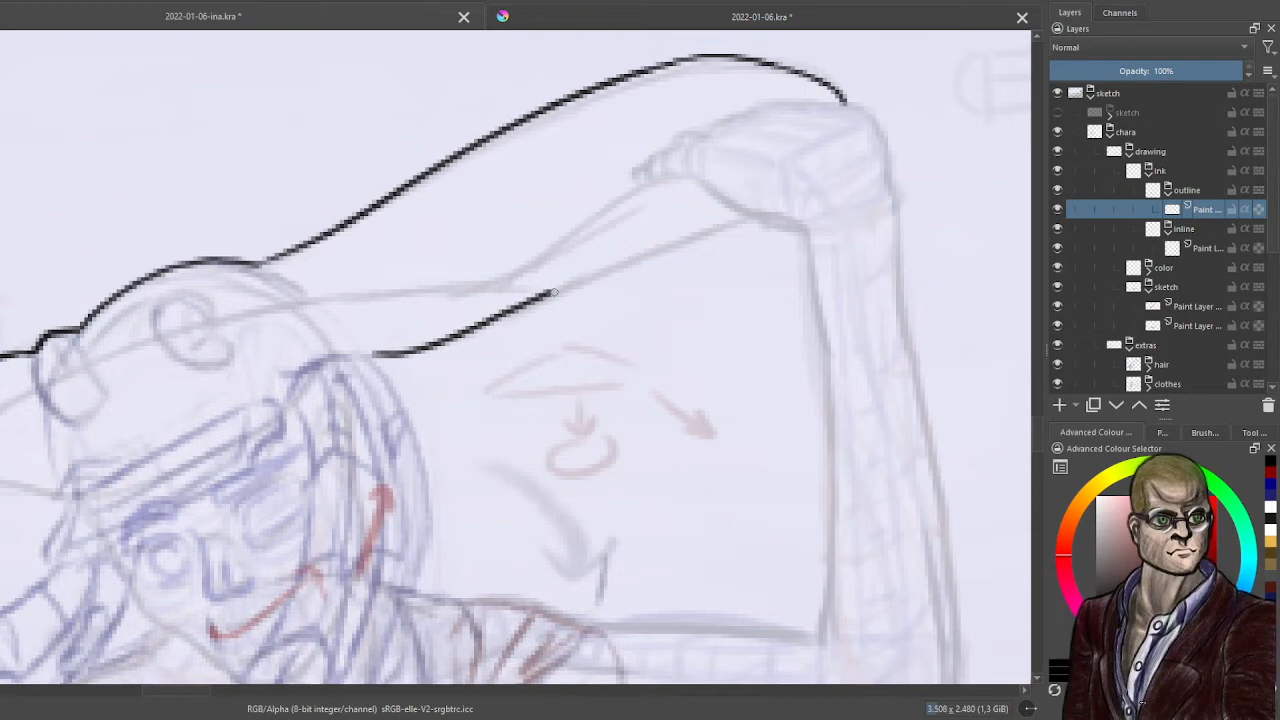 2022-01-06-ina.kra *
2022-01-06.kra *
Layers Channels
Layers
Normal
Opacity: 100%
sketch
sketch
chara
drawing
ink
outline
Paint ...
inline
Paint L...
color
sketch
Paint Layer ...
Paint Layer ...
extras
hair
clothes
Advanced Colour ... P... Brush... Tool ...
Advanced Colour Selector
RGB/Alpha (8-bit integer/channel) sRGB-elle-V2-srgbtrc.icc
3.508 x 2.480 (1,3 GiB)